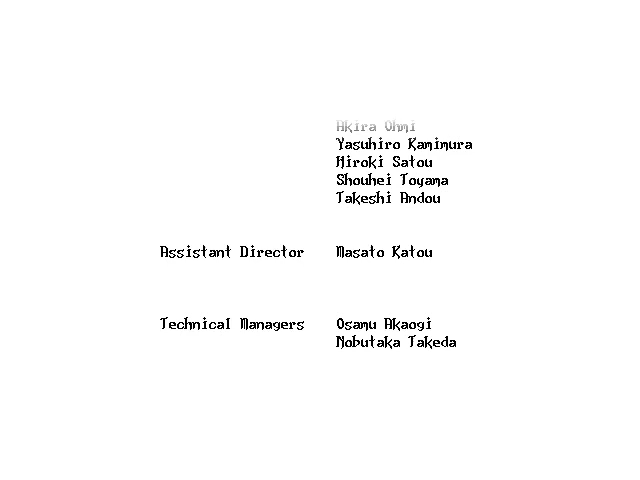 Akira Ohmi
Yasuhiro Kamimura
Hiroki Satou
Shouhei Toyama
Takeshi Andou
Assistant Director Masato Katou
Technical Managers Osamu Akaogi
Nobutaka Takeda